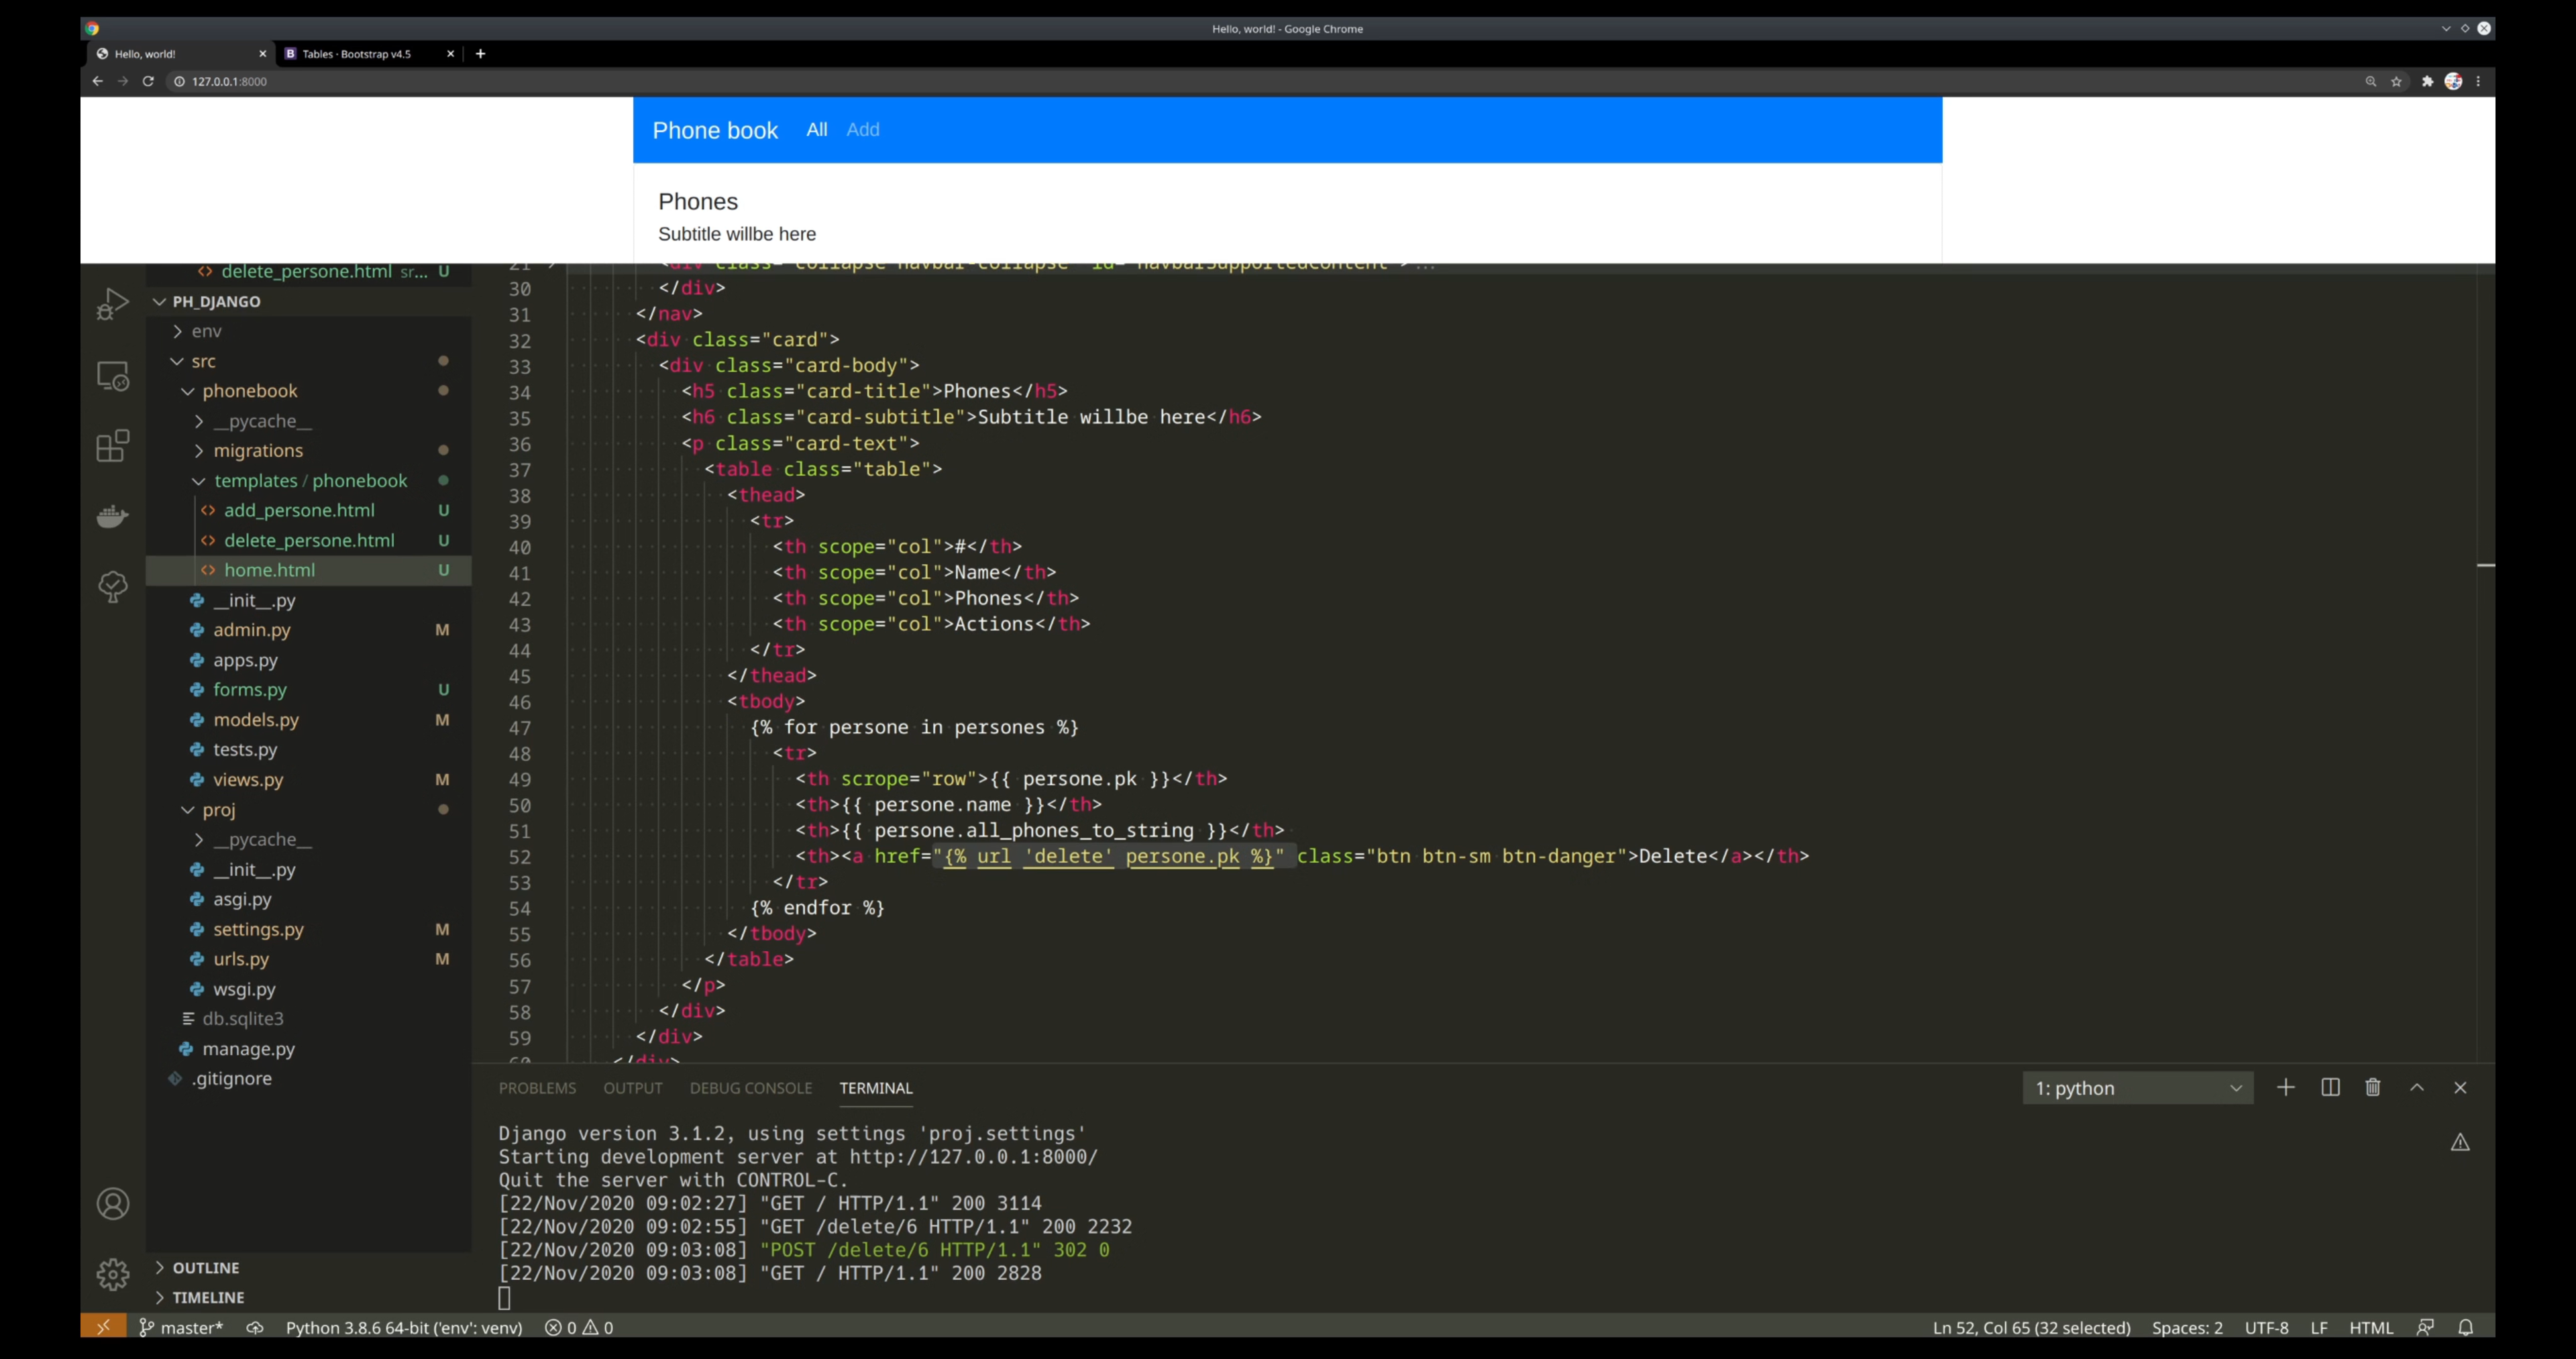 Hello, world! - Google Chrome
Hello, world!
Tables · Bootstrap v4.5
127.0.0.1:8000
Phone book All Add
Phones
Subtitle willbe here
delete_persone.html sr... U
PH_DJANGO
env
src
phonebook
__pycache__
migrations
templates / phonebook
add_persone.html U
delete_persone.html U
home.html U
__init__.py
admin.py M
apps.py
forms.py U
models.py M
tests.py
views.py M
proj
__pycache__
__init__.py
asgi.py
settings.py M
urls.py M
wsgi.py
db.sqlite3
manage.py
.gitignore
OUTLINE
TIMELINE
21 <div class="collapse navbar-collapse" id="navbarSupportedContent">...
30 </div>
31 </nav>
32 <div class="card">
33 <div class="card-body">
34 <h5 class="card-title">Phones</h5>
35 <h6 class="card-subtitle">Subtitle willbe here</h6>
36 <p class="card-text">
37 <table class="table">
38 <thead>
39 <tr>
40 <th scope="col">#</th>
41 <th scope="col">Name</th>
42 <th scope="col">Phones</th>
43 <th scope="col">Actions</th>
44 </tr>
45 </thead>
46 <tbody>
47 {% for persone in persones %}
48 <tr>
49 <th scrope="row">{{ persone.pk }}</th>
50 <th>{{ persone.name }}</th>
51 <th>{{ persone.all_phones_to_string }}</th>
52 <th><a href="{% url 'delete' persone.pk %}" class="btn btn-sm btn-danger">Delete</a></th>
53 </tr>
54 {% endfor %}
55 </tbody>
56 </table>
57 </p>
58 </div>
59 </div>
60 </div>
PROBLEMS OUTPUT DEBUG CONSOLE TERMINAL
1: python
Django version 3.1.2, using settings 'proj.settings'
Starting development server at http://127.0.0.1:8000/
Quit the server with CONTROL-C.
[22/Nov/2020 09:02:27] "GET / HTTP/1.1" 200 3114
[22/Nov/2020 09:02:55] "GET /delete/6 HTTP/1.1" 200 2232
[22/Nov/2020 09:03:08] "POST /delete/6 HTTP/1.1" 302 0
[22/Nov/2020 09:03:08] "GET / HTTP/1.1" 200 2828
master* Python 3.8.6 64-bit ('env': venv) 0 0
Ln 52, Col 65 (32 selected) Spaces: 2 UTF-8 LF HTML